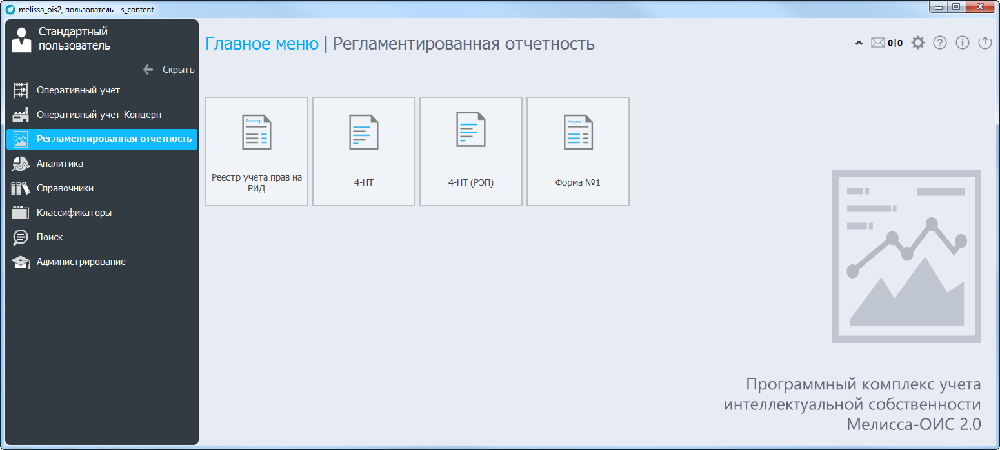 melissa_ois2, пользователь - s_content
Стандартный
пользователь
Скрыть
Оперативный учет
Оперативный учет Концерн
Регламентированная отчетность
Аналитика
Справочники
Классификаторы
Поиск
Администрирование
Главное меню | Регламентированная отчетность
0|0
Реестр
Реестр учета прав на
РИД
4-НТ
4-НТ (РЭП)
Форма 1
Форма №1
Программный комплекс учета
интеллектуальной собственности
Мелисса-ОИС 2.0